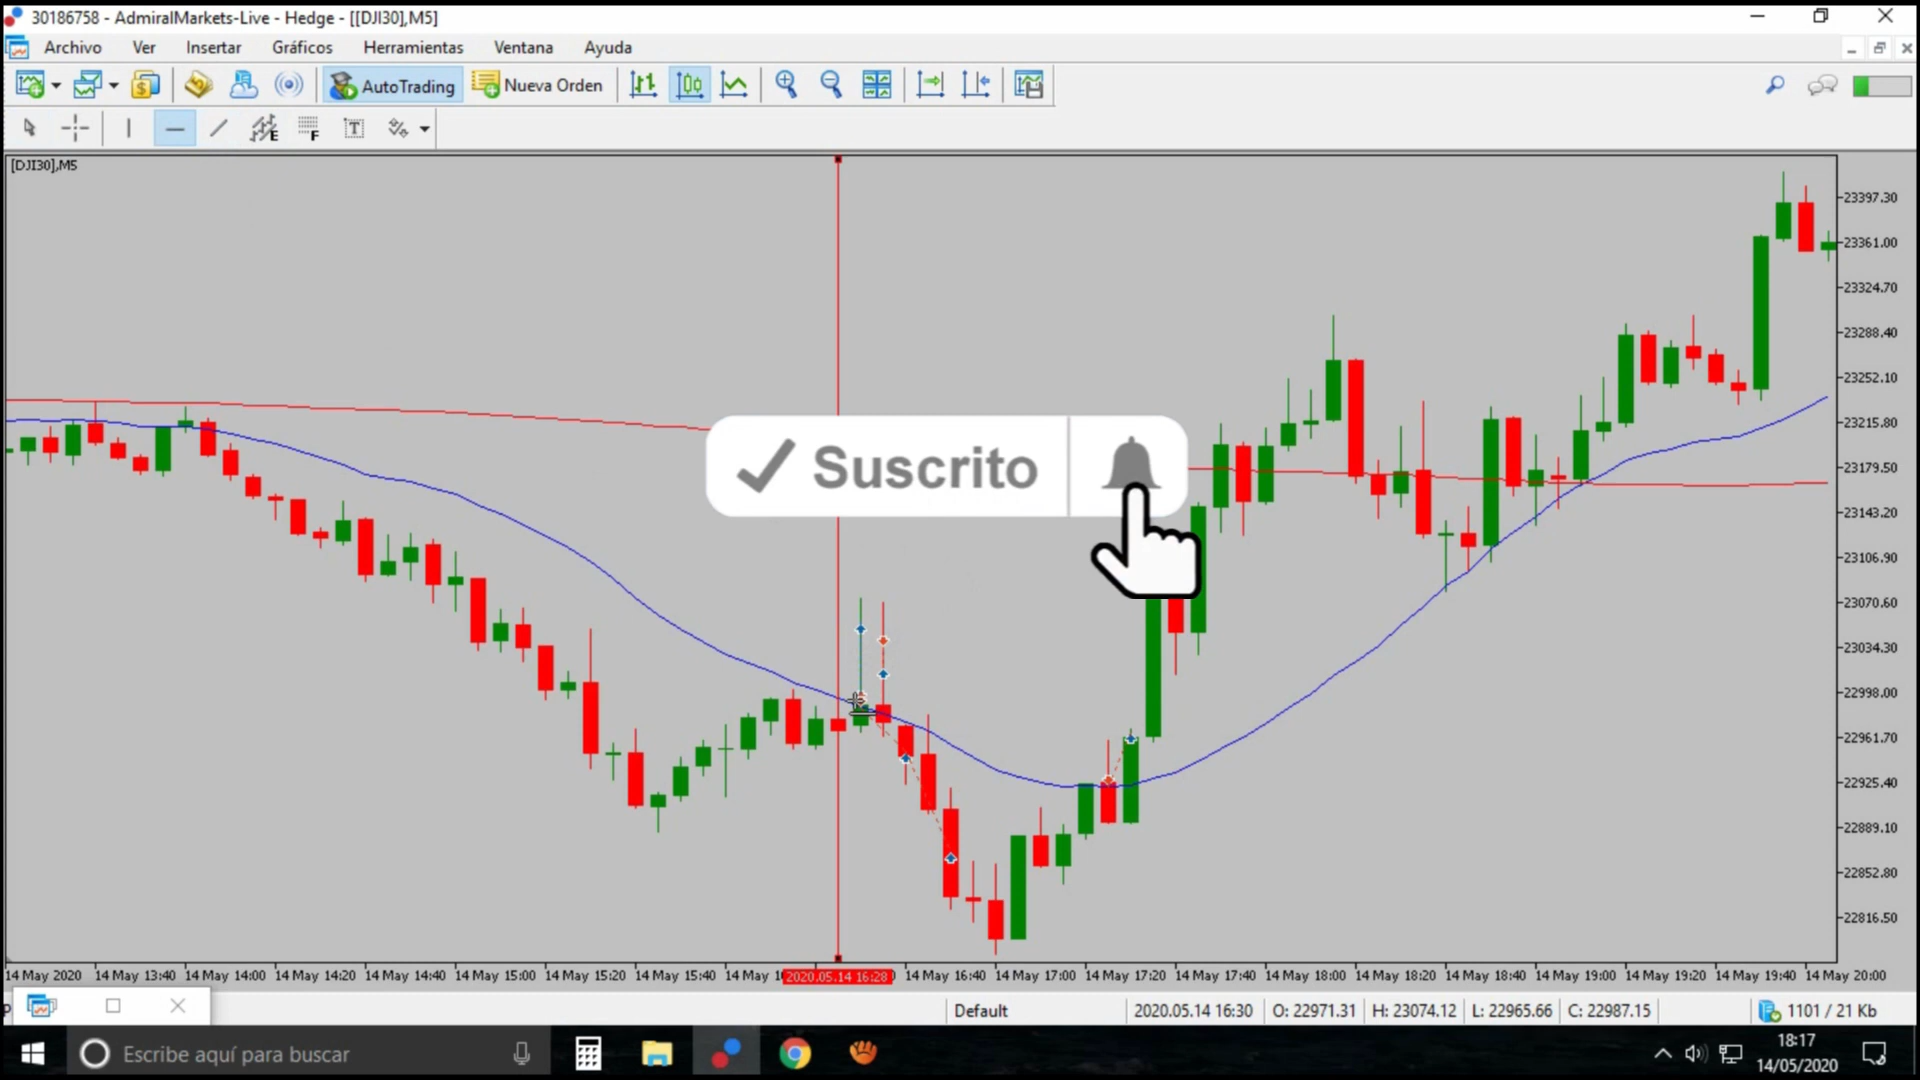 30186758 - AdmiralMarkets-Live - Hedge - [[DJI30],M5]
Archivo Ver Insertar Gráficos Herramientas Ventana Ayuda
AutoTrading Nueva Orden
E F T
[DJI30],M5
23397.30
23361.00
23324.70
23288.40
23252.10
23215.80
23179.50
23143.20
23106.90
23070.60
23034.30
22998.00
22961.70
22925.40
22889.10
22852.80
22816.50
Suscrito
14 May 2020 14 May 13:40 14 May 14:00 14 May 14:20 14 May 14:40 14 May 15:00 14 May 15:20 14 May 15:40 14 May 1 2020.05.14 16:28 14 May 16:40 14 May 17:00 14 May 17:20 14 May 17:40 14 May 18:00 14 May 18:20 14 May 18:40 14 May 19:00 14 May 19:20 14 May 19:40 14 May 20:00
Default 2020.05.14 16:30 O: 22971.31 H: 23074.12 L: 22965.66 C: 22987.15 1101 / 21 Kb
Escribe aquí para buscar
18:17
14/05/2020